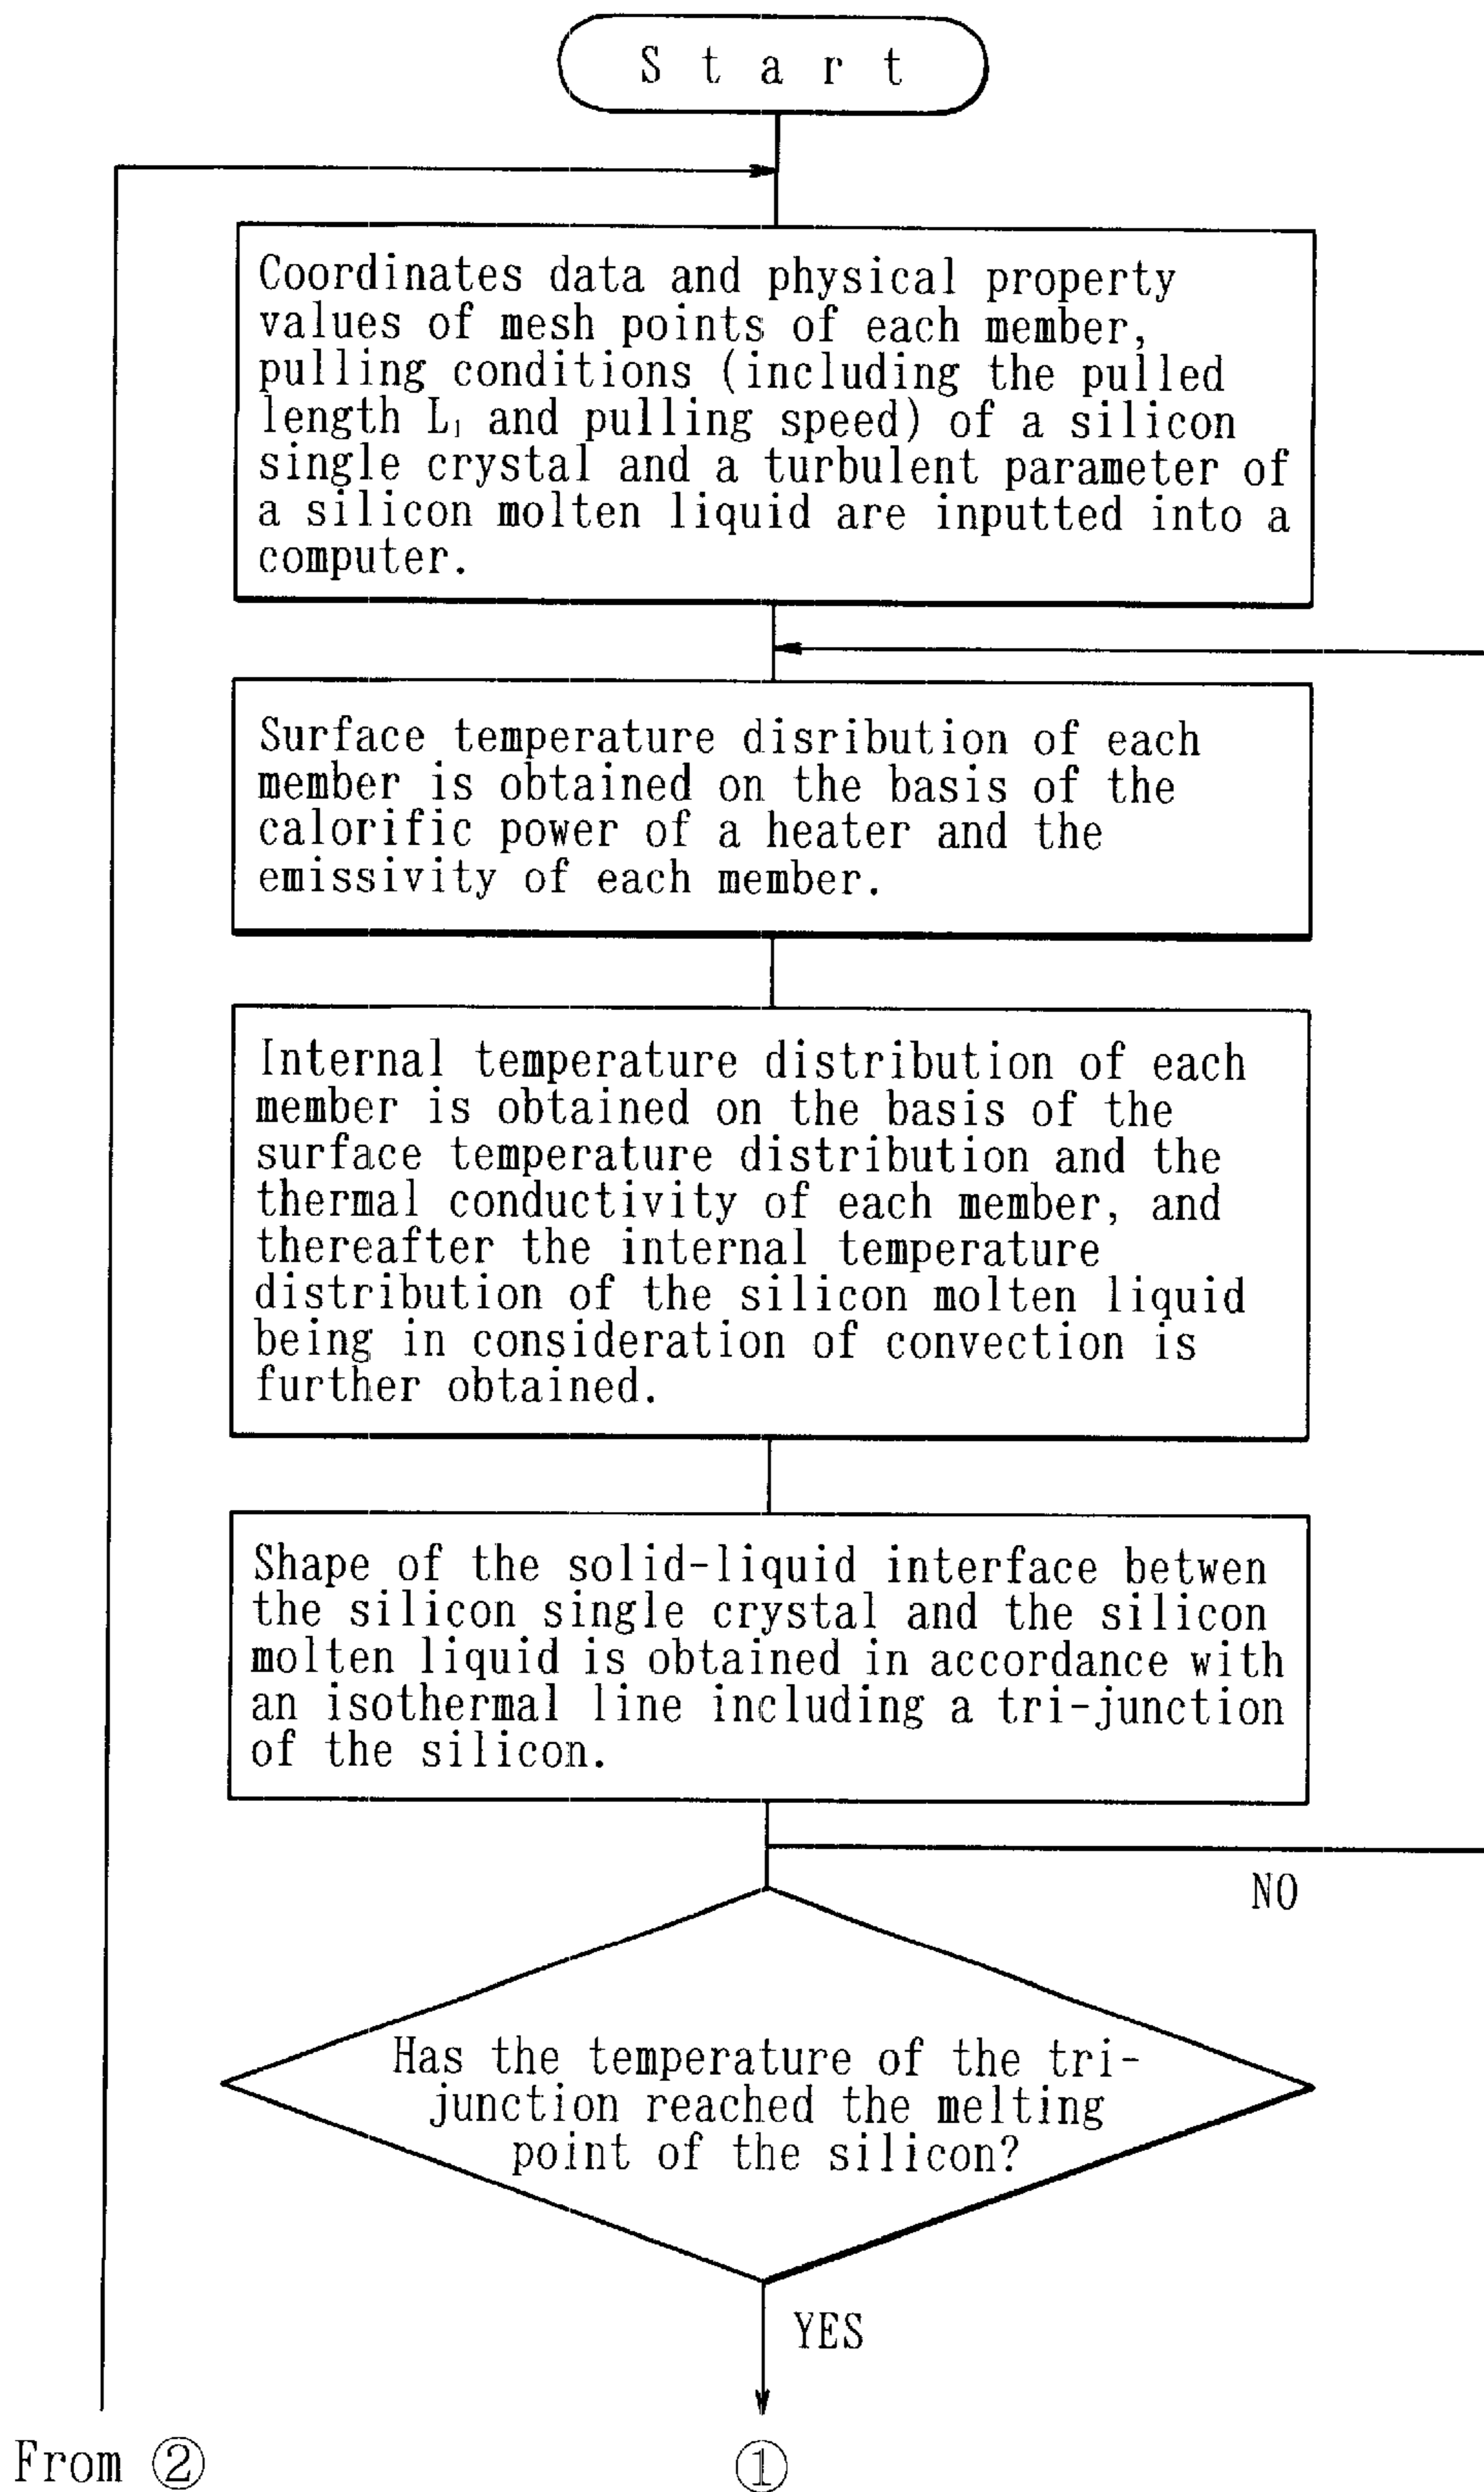 Start
Coordinates data and physical property
values of mesh points of each member,
pulling conditions (including the pulled
length L₁ and pulling speed) of a silicon
single crystal and a turbulent parameter of
a silicon molten liquid are inputted into a
computer.
Surface temperature disribution of each
member is obtained on the basis of the
calorific power of a heater and the
emissivity of each member.
Internal temperature distribution of each
member is obtained on the basis of the
surface temperature distribution and the
thermal conductivity of each member, and
thereafter the internal temperature
distribution of the silicon molten liquid
being in consideration of convection is
further obtained.
Shape of the solid-liquid interface betwen
the silicon single crystal and the silicon
molten liquid is obtained in accordance with
an isothermal line including a tri-junction
of the silicon.
NO
Has the temperature of the tri-
junction reached the melting
point of the silicon?
YES
From ②
①